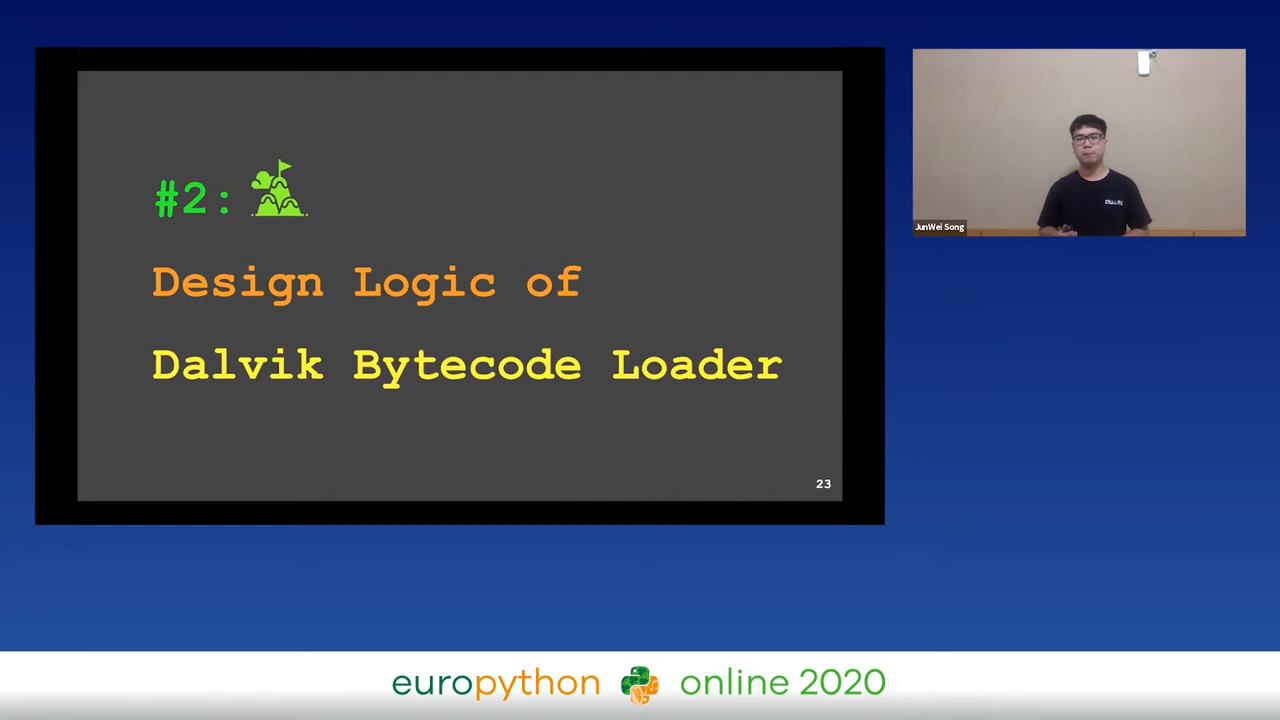 #2:
Design Logic of
Dalvik Bytecode Loader
23
JunWei Song
europython online 2020